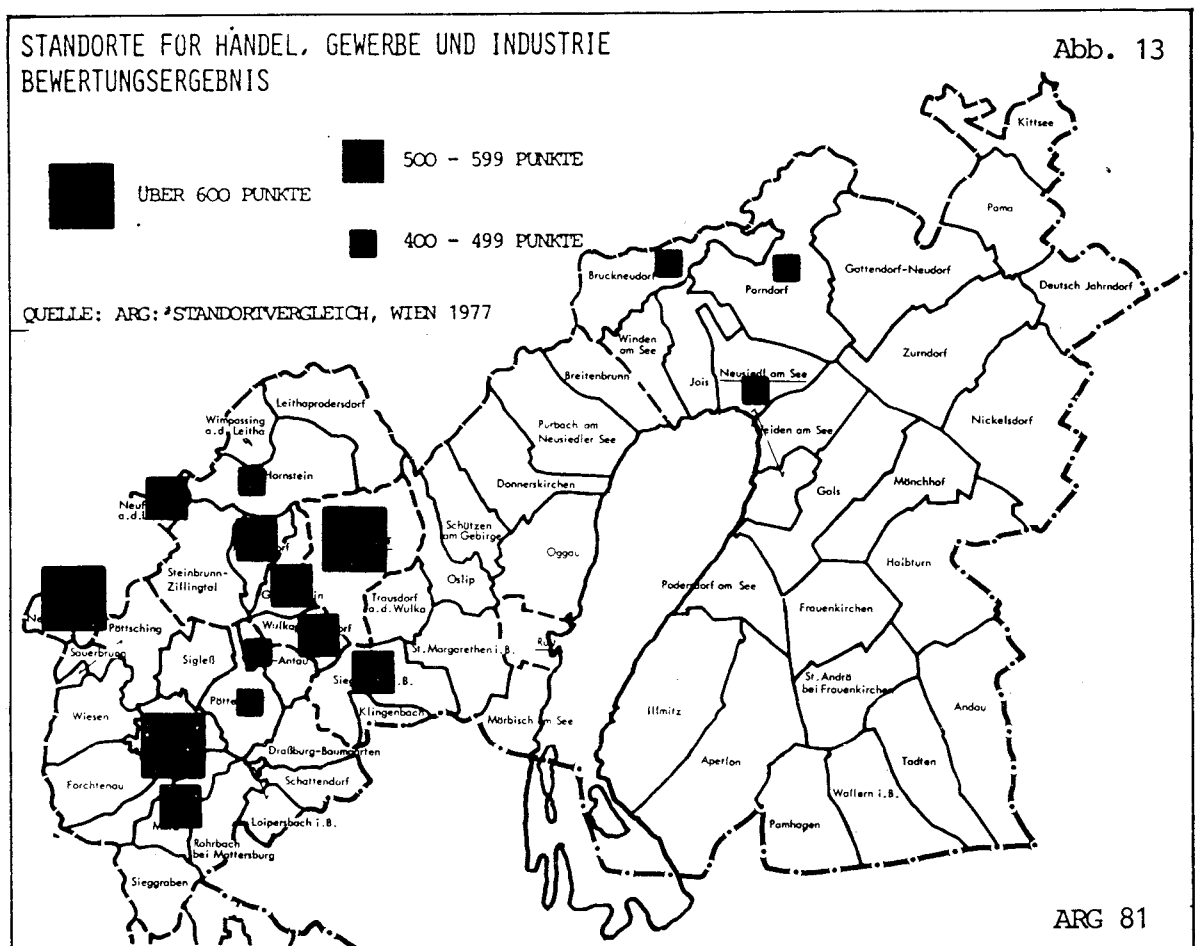 STANDORTE FÜR HANDEL, GEWERBE UND INDUSTRIE
BEWERTUNGSERGEBNIS
Abb. 13
500 - 599 PUNKTE
ÜBER 600 PUNKTE
400 - 499 PUNKTE
QUELLE: ARG: STANDORTVERGLEICH, WIEN 1977
Kittsee
Pama
Deutsch Jahrndorf
Gattendorf-Neudorf
Bruckneudorf
Parndorf
Zurndorf
Nickelsdorf
Winden
am See
Breitenbrunn
Jois
Neusiedl am See
eiden am See
Purbach am
Neusiedler See
Donnerskirchen
Gols
Mönchhof
Halbturn
Leithaprodersdorf
Wimpassing
a.d. Leitha
Hornstein
Neuf
a.d.L
Schützen
am Gebirge
Oggau
Oslip
Podersdorf am See
Frauenkirchen
Steinbrunn-
Zillingtal
Trausdorf
a.d. Wulka
Pöttsching
Sauerbrunn
Sigleß
-Antau
St. Margarethen i.B.
Klingenbach
Mörbisch am See
Illmitz
St. Andrä
bei Frauenkirchen
Andau
Wiesen
Draßburg-Baumgarten
Schattendorf
Forchtenau
Loipersbach i.B.
Rohrbach
bei Mattersburg
Sieggraben
Apetlon
Tadten
Wallern i.B.
Pamhagen
ARG 81